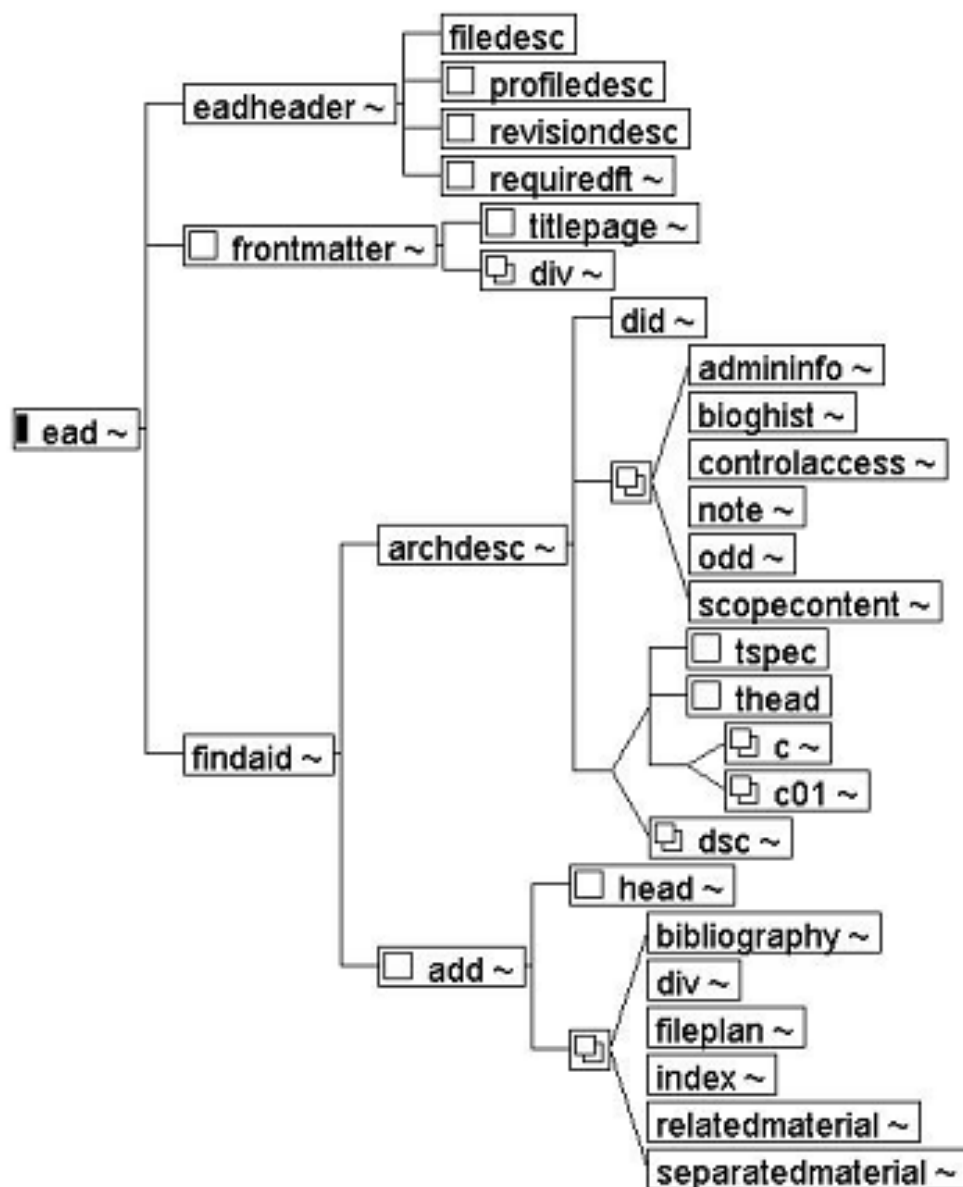 filedesc
profiledesc
eadheader ~
revisiondesc
requiredft ~
titlepage ~
frontmatter ~
div ~
did ~
admininfo ~
bioghist ~
ead ~
controlaccess ~
note ~
archdesc ~
odd ~
scopecontent ~
tspec
thead
findaid ~
c ~
c01 ~
dsc ~
head ~
bibliography ~
add ~
div ~
fileplan ~
index ~
relatedmaterial ~
separatedmaterial ~